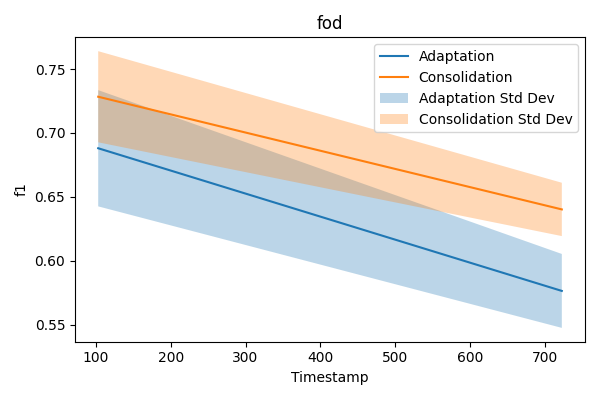 fod
f1
0.75
0.70
0.65
0.60
0.55
Adaptation
Consolidation
Adaptation Std Dev
Consolidation Std Dev
100 200 300 400 500 600 700
Timestamp